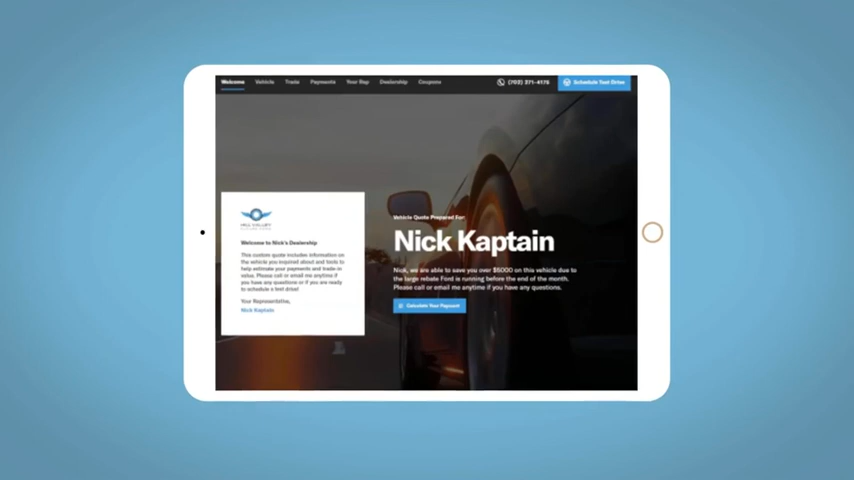 Welcome Vehicle Trade Payments Your Rep Dealership Coupons (702) 371-4178 Schedule Test Drive
Vehicle Quote Prepared For:
Nick Kaptain
Nick, we are able to save you over $5000 on this vehicle due to
the large rebate Ford is running before the end of the month.
Please call or email me anytime if you have any questions.
Calculate Your Payment
Welcome to Nick's Dealership
This custom quote includes information on
the vehicle you inquired about and tools to
help estimate your payments and trade-in
value. Please call or email me anytime if
you have any questions or if you are ready
to schedule a test drive!
Your Representative,
Nick Kaptain